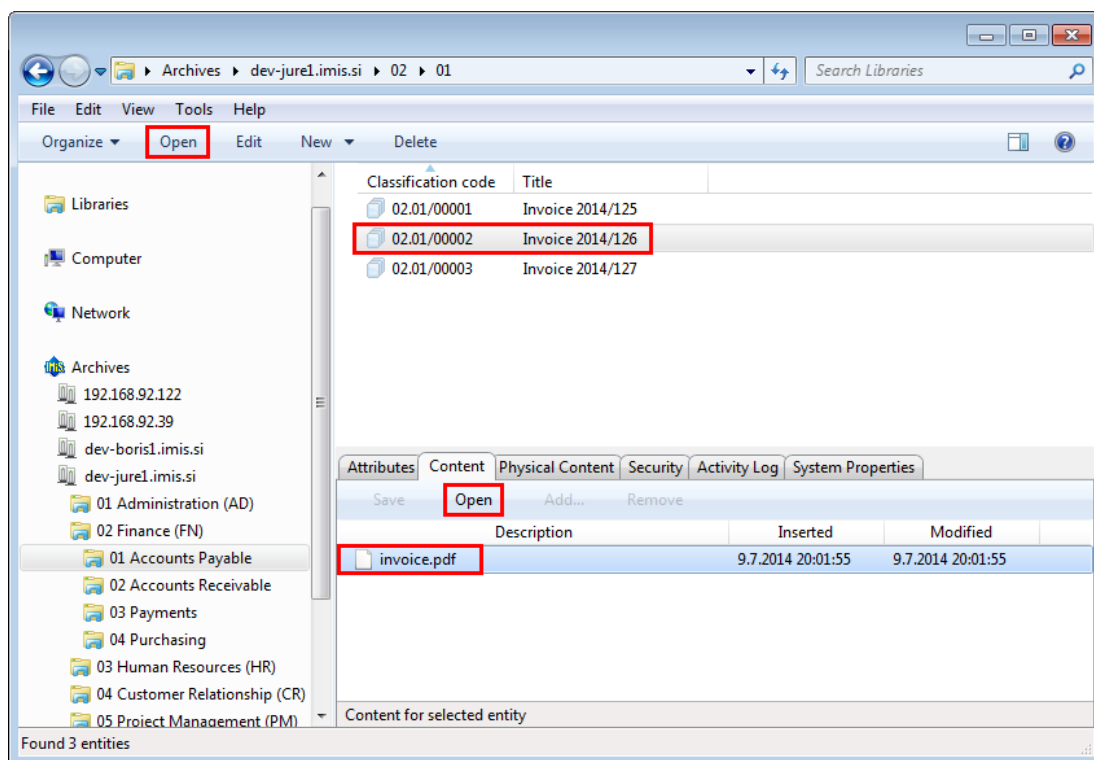 Archives dev-jure1.imis.si 02 01
Search Libraries
File Edit View Tools Help
Organize Open Edit New Delete
Libraries
Computer
Network
Archives
192.168.92.122
192.168.92.39
dev-boris1.imis.si
dev-jure1.imis.si
01 Administration (AD)
02 Finance (FN)
01 Accounts Payable
02 Accounts Receivable
03 Payments
04 Purchasing
03 Human Resources (HR)
04 Customer Relationship (CR)
05 Project Management (PM)
Classification code Title
02.01/00001 Invoice 2014/125
02.01/00002 Invoice 2014/126
02.01/00003 Invoice 2014/127
Attributes Content Physical Content Security Activity Log System Properties
Save Open Add... Remove
Description Inserted Modified
invoice.pdf 9.7.2014 20:01:55 9.7.2014 20:01:55
Content for selected entity
Found 3 entities